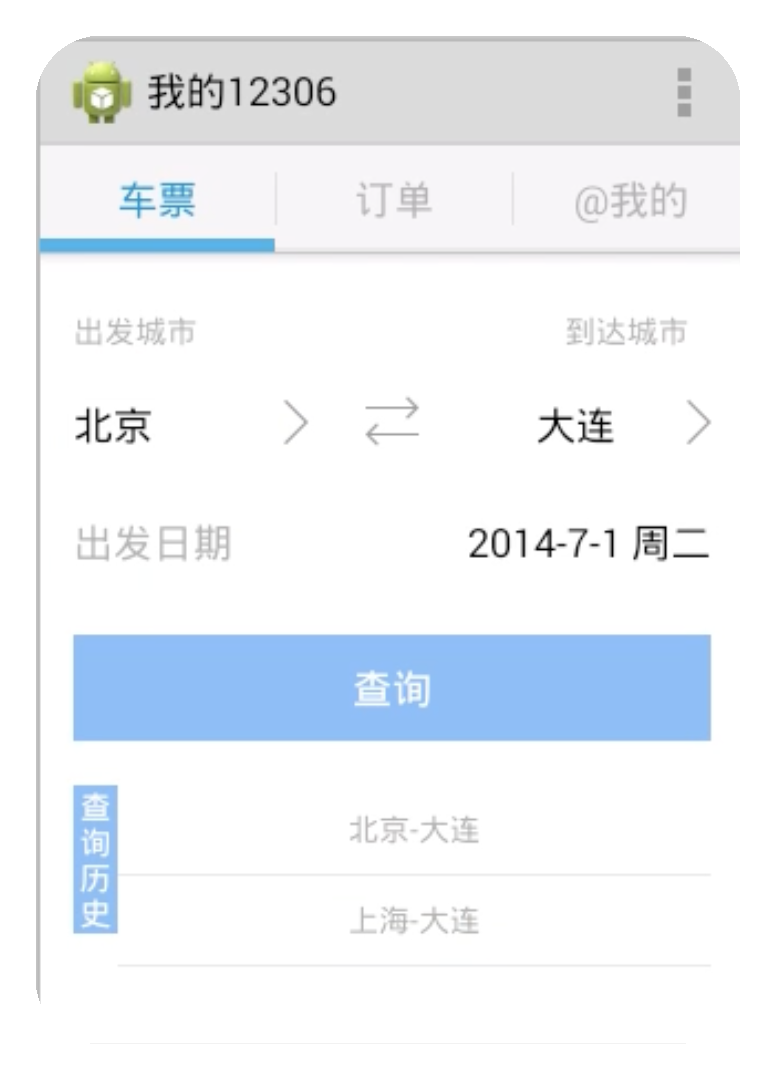 我的12306
车票 订单 @我的
出发城市 到达城市
北京 大连
出发日期 2014-7-1 周二
查询
查询历史
北京-大连
上海-大连